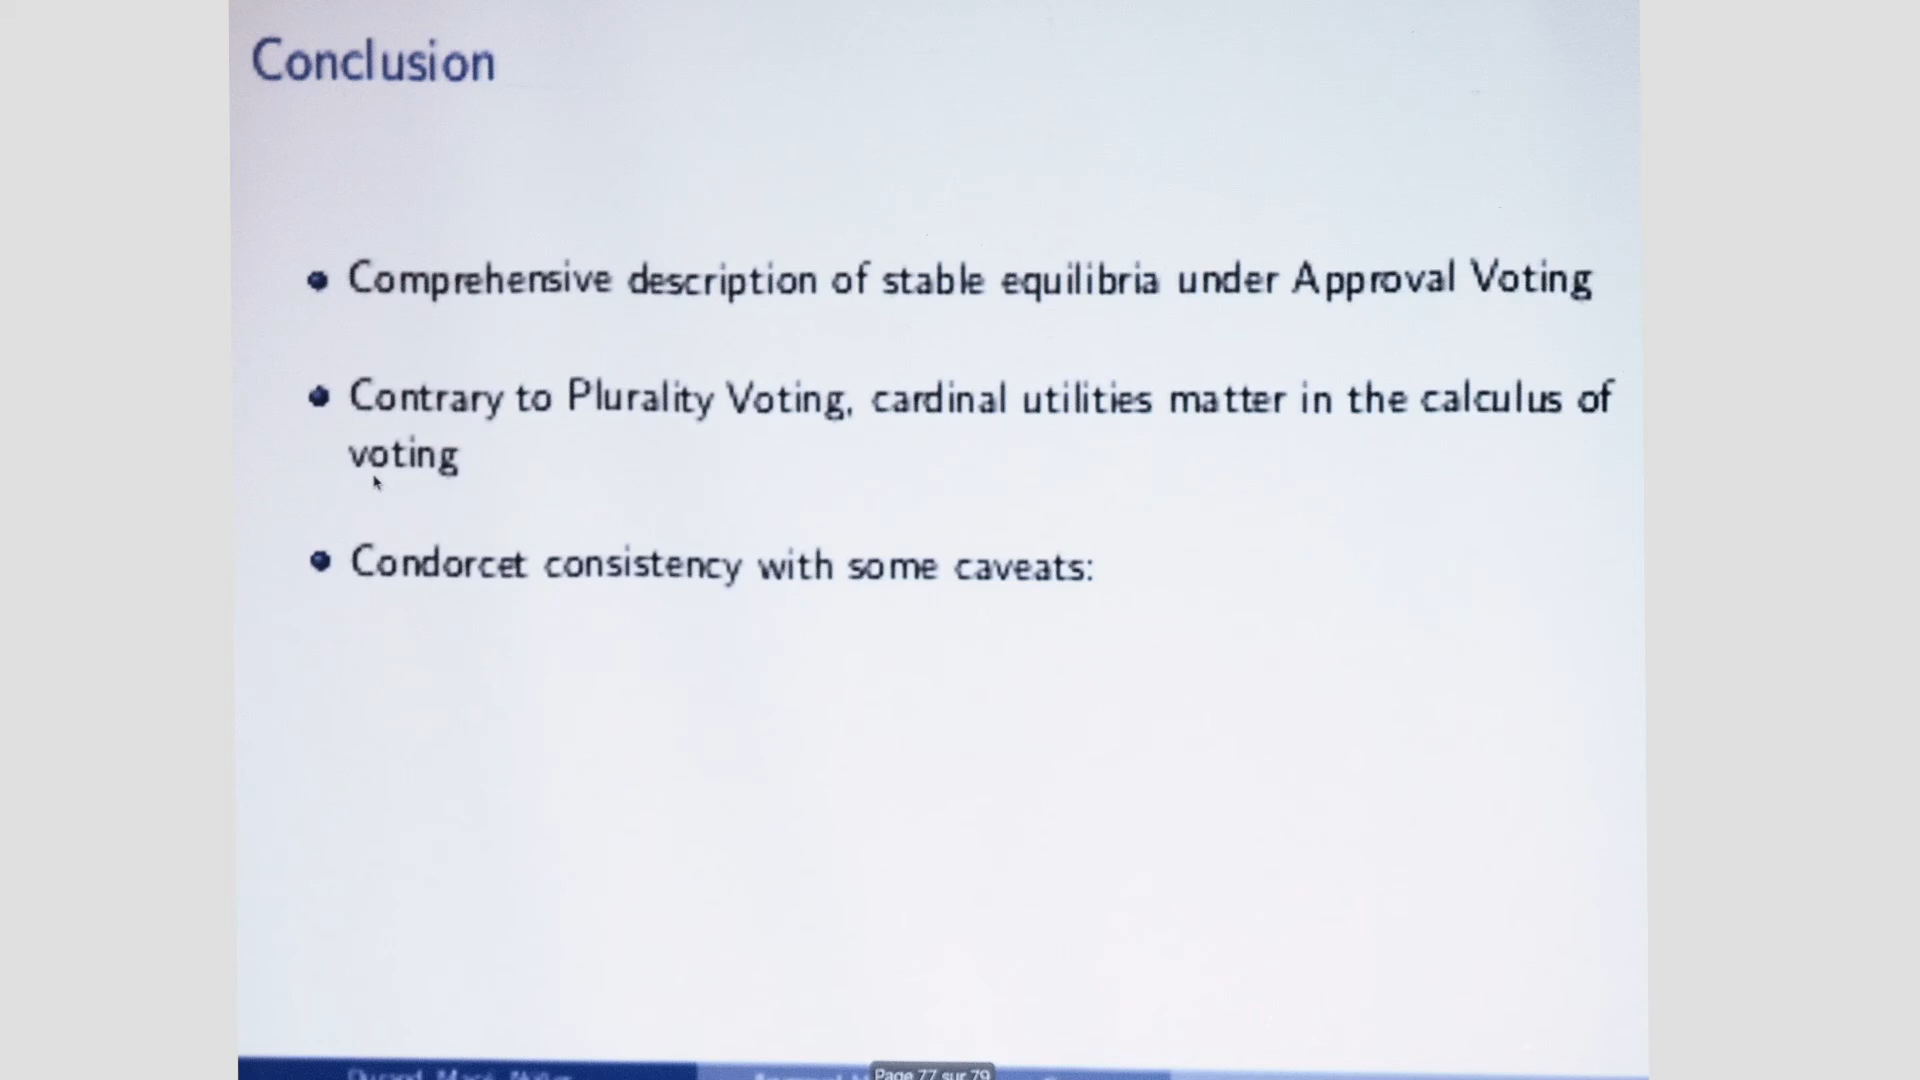 Conclusion
Comprehensive description of stable equilibria under Approval Voting
Contrary to Plurality Voting, cardinal utilities matter in the calculus of
voting
Condorcet consistency with some caveats:
Page 77 sur 79